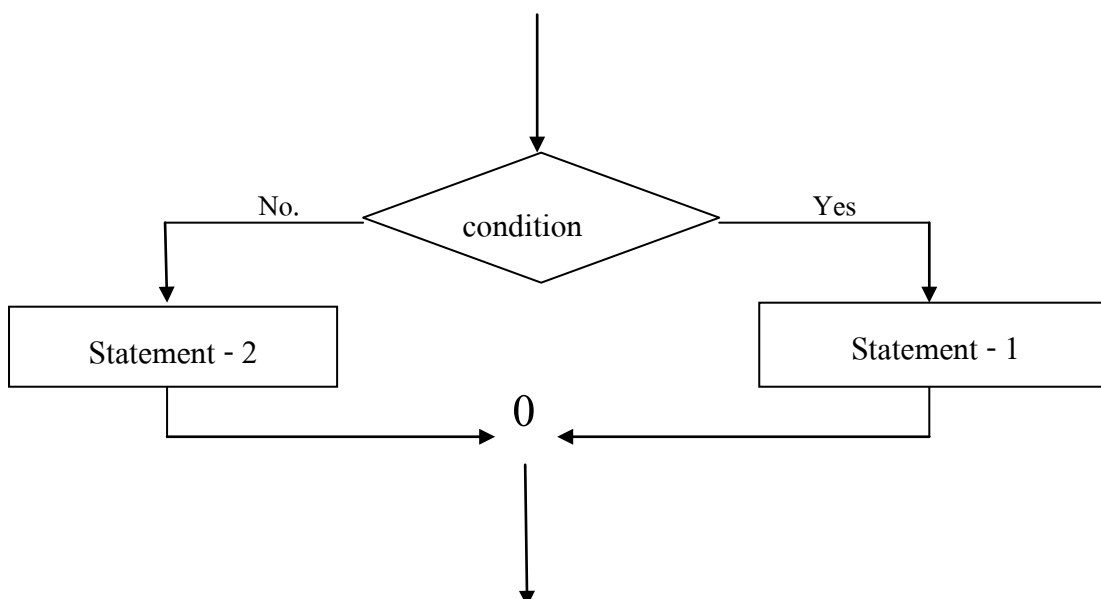 No.
Yes
condition
Statement - 2
Statement - 1
0